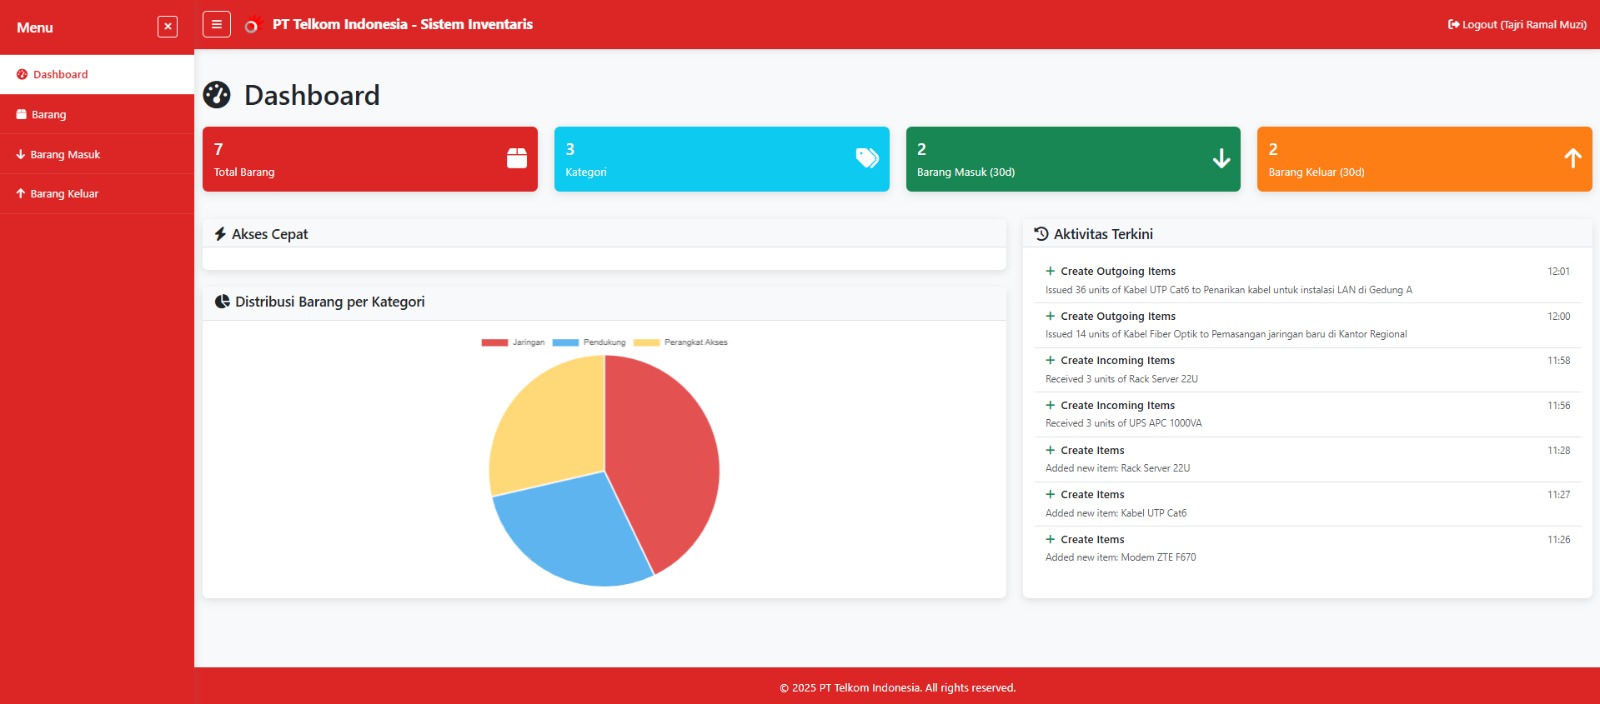 Menu
PT Telkom Indonesia - Sistem Inventaris
Logout (Tajri Ramal Muzi)
Dashboard
Barang
Barang Masuk
Barang Keluar
Dashboard
7
Total Barang
3
Kategori
2
Barang Masuk (30d)
2
Barang Keluar (30d)
Akses Cepat
Distribusi Barang per Kategori
Jaringan Pendukung Perangkat Akses
Aktivitas Terkini
Create Outgoing Items 12:01
Issued 36 units of Kabel UTP Cat6 to Penarikan kabel untuk instalasi LAN di Gedung A
Create Outgoing Items 12:00
Issued 14 units of Kabel Fiber Optik to Pemasangan jaringan baru di Kantor Regional
Create Incoming Items 11:58
Received 3 units of Rack Server 22U
Create Incoming Items 11:56
Received 3 units of UPS APC 1000VA
Create Items 11:28
Added new item: Rack Server 22U
Create Items 11:27
Added new item: Kabel UTP Cat6
Create Items 11:26
Added new item: Modem ZTE F670
© 2025 PT Telkom Indonesia. All rights reserved.